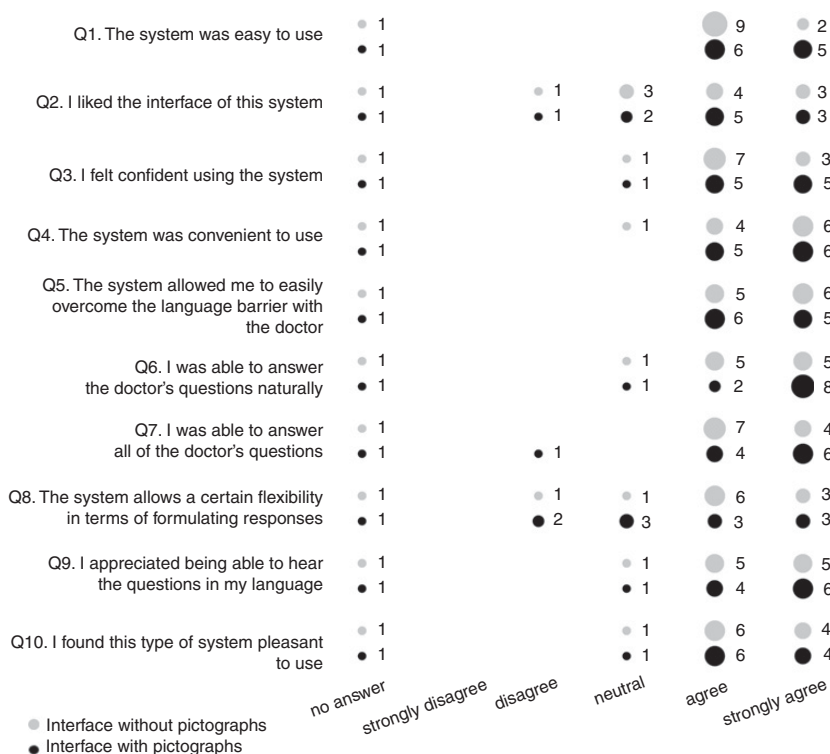 1 9 2
Q1. The system was easy to use
1 6 5
1 1 3 4 3
Q2. I liked the interface of this system
1 1 2 5 3
1 1 7 3
Q3. I felt confident using the system
1 1 5 5
1 1 4 6
Q4. The system was convenient to use
1 5 6
Q5. The system allowed me to easily
1 5 6
overcome the language barrier with
1 6 5
the doctor
1 1 5 5
Q6. I was able to answer
the doctor's questions naturally
1 1 2 8
1 7 4
Q7. I was able to answer
all of the doctor's questions
1 1 4 6
1 1 6 3
Q8. The system allows a certain flexibility
in terms of formulating responses
1 2 3 3 3
1 1 5 5
Q9. I appreciated being able to hear
the questions in my language
1 1 4 6
1 1 6 4
Q10. I found this type of system pleasant
to use
1 1 6 4
no answer
strongly disagree
disagree
neutral
agree
strongly agree
Interface without pictographs
Interface with pictographs